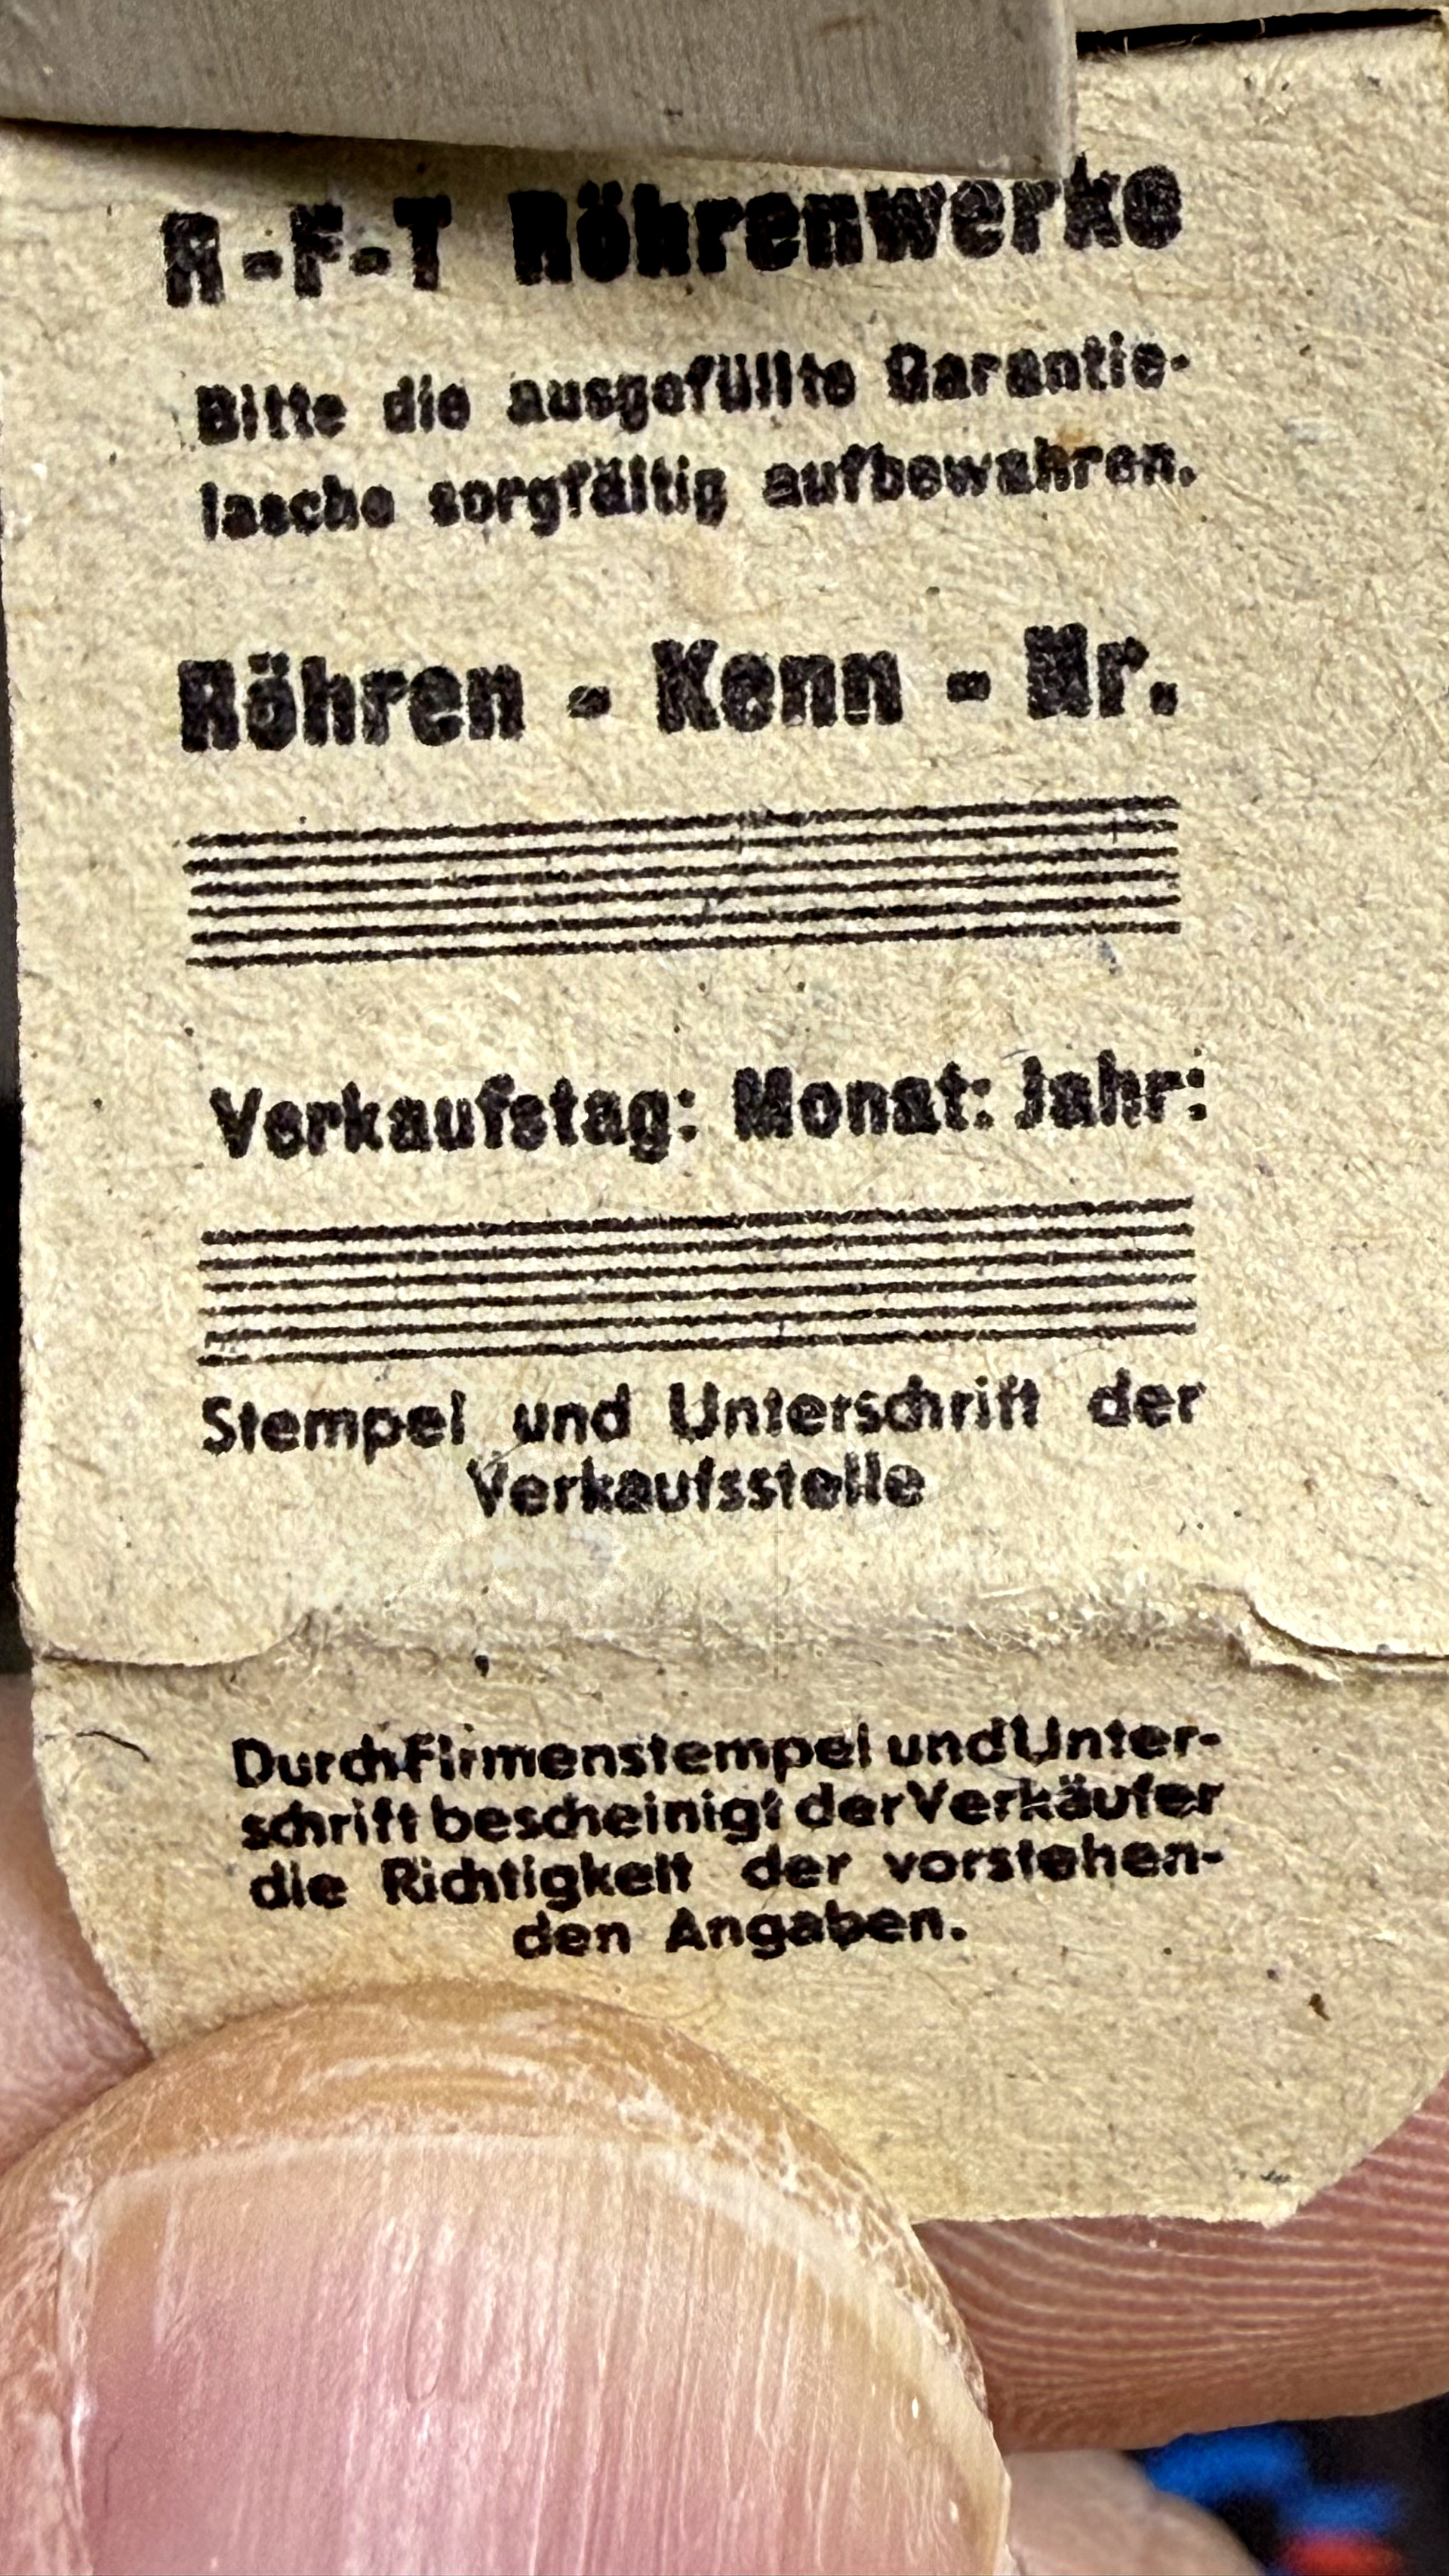 R-F-T Röhrenwerke
Bitte die ausgefüllte Garantie-
lasche sorgfältig aufbewahren.
Röhren - Kenn - Nr.
Verkaufstag: Monat: Jahr:
Stempel und Unterschrift der
Verkaufsstelle
Durch Firmenstempel und Unter-
schrift bescheinigt der Verkäufer
die Richtigkeit der vorstehen-
den Angaben.